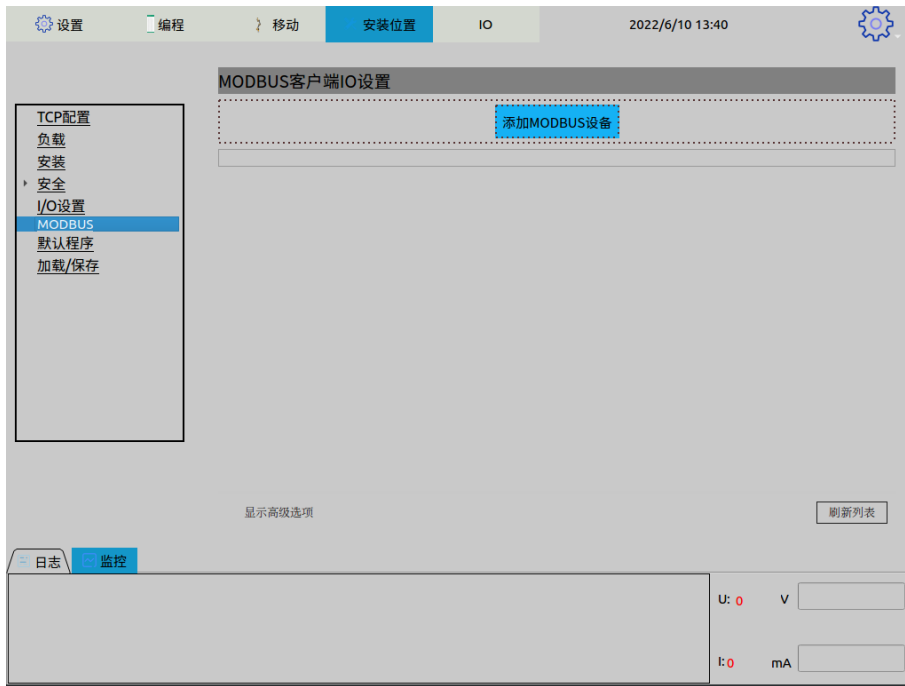 设置 编程 移动 安装位置 IO 2022/6/10 13:40
MODBUS客户端IO设置
添加MODBUS设备
TCP配置
负载
安装
安全
I/O设置
MODBUS
默认程序
加载/保存
显示高级选项 刷新列表
日志 监控
U: 0 V
I: 0 mA